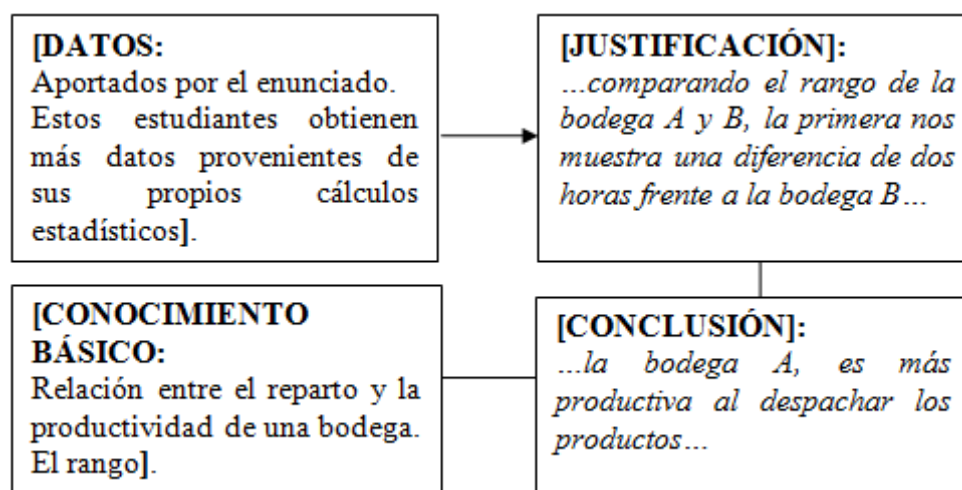 [DATOS:
Aportados por el enunciado.
Estos estudiantes obtienen
más datos provenientes de
sus propios cálculos
estadísticos].
[JUSTIFICACIÓN]:
…comparando el rango de la
bodega A y B, la primera nos
muestra una diferencia de dos
horas frente a la bodega B…
[CONOCIMIENTO
BÁSICO:
Relación entre el reparto y la
productividad de una bodega.
El rango].
[CONCLUSIÓN]:
…la bodega A, es más
productiva al despachar los
productos…